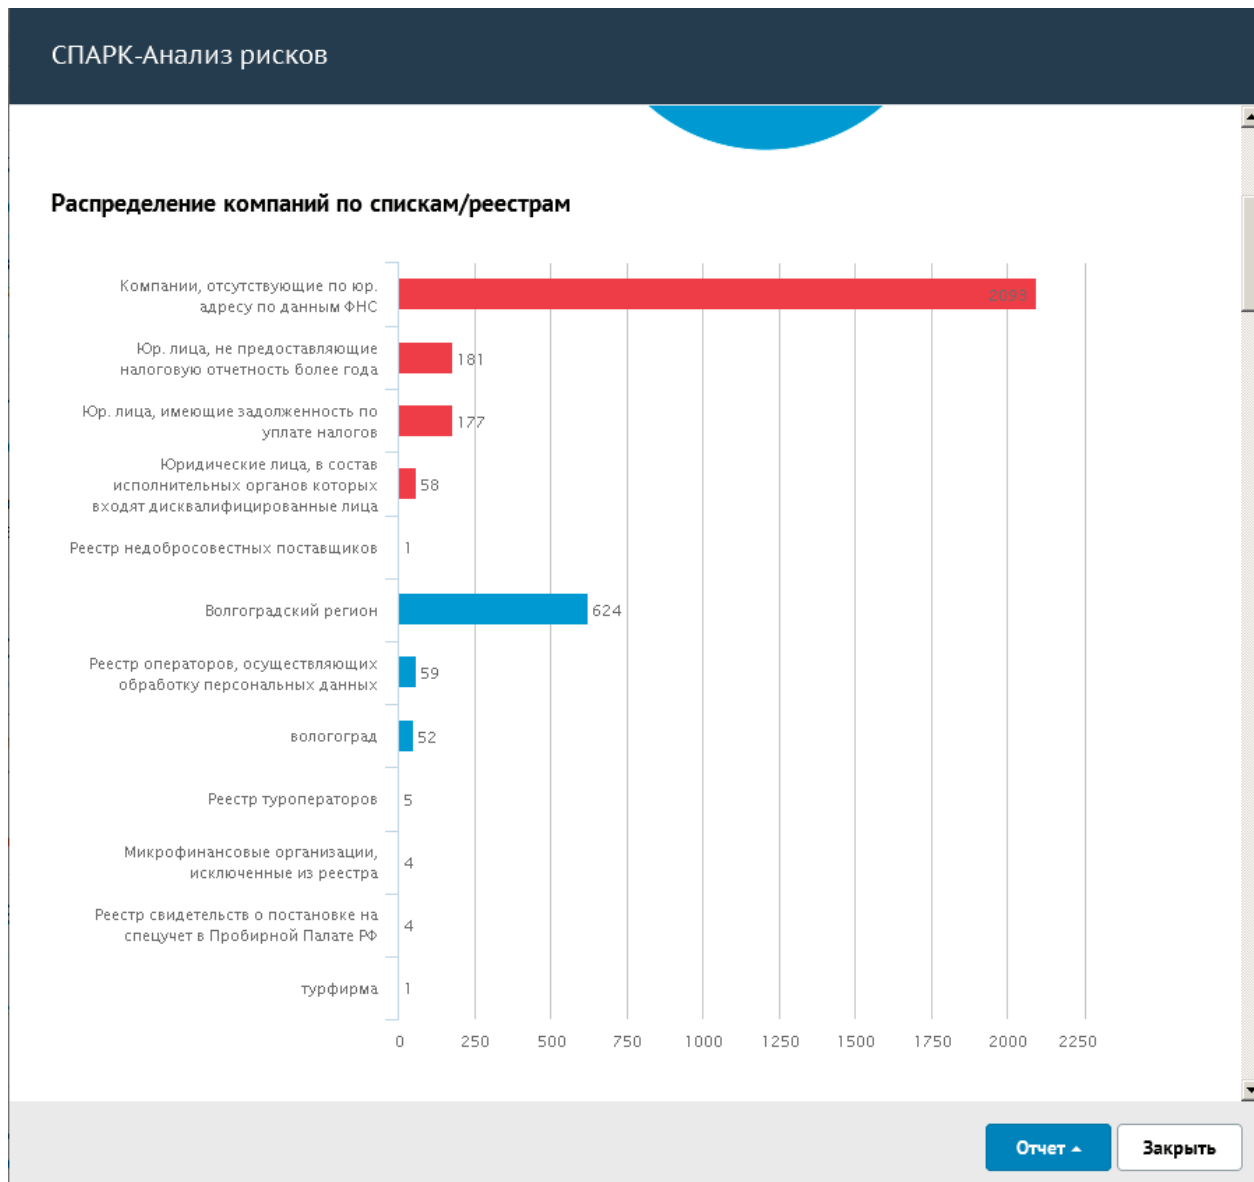 СПАРК-Анализ рисков
Распределение компаний по спискам/реестрам
Компании, отсутствующие по юр.
адресу по данным ФНС
2098
Юр. лица, не предоставляющие
налоговую отчетность более года
181
Юр. лица, имеющие задолженность по
уплате налогов
177
Юридические лица, в состав
исполнительных органов которых
входят дисквалифицированные лица
58
Реестр недобросовестных поставщиков
1
Волгоградский регион
624
Реестр операторов, осуществляющих
обработку персональных данных
59
вологоград
52
Реестр туроператоров
5
Микрофинансовые организации,
исключенные из реестра
4
Реестр свидетельств о постановке на
спецучет в Пробирной Палате РФ
4
турфирма
1
0 250 500 750 1000 1250 1500 1750 2000 2250
Отчет
Закрыть